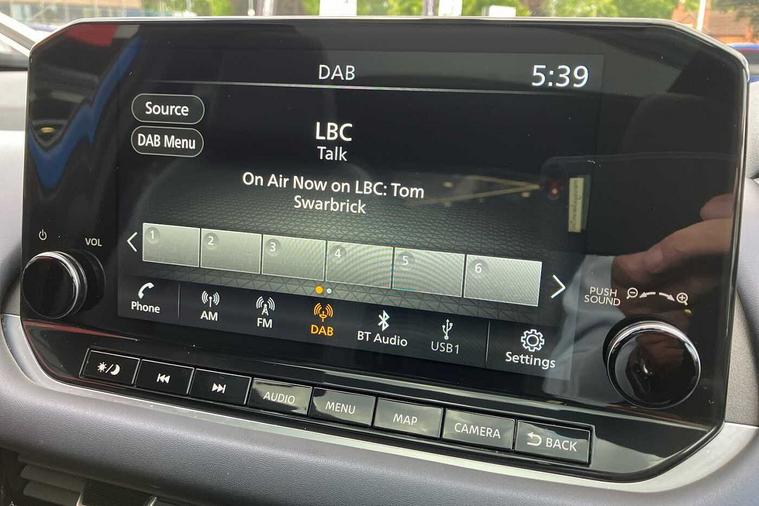 DAB
5:39
Source
DAB Menu
LBC
Talk
On Air Now on LBC: Tom
Swarbrick
1 2 3 4 5 6
VOL
PUSH
SOUND
Phone
AM
FM
DAB
BT Audio
USB1
Settings
AUDIO
MENU
MAP
CAMERA
BACK